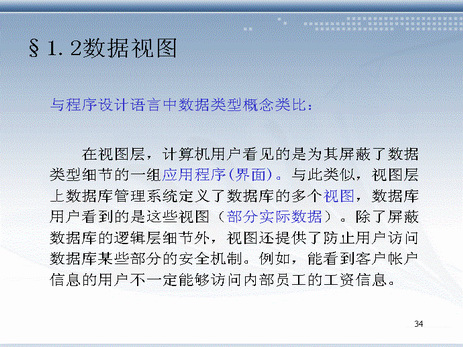 §1.2数据视图
与程序设计语言中数据类型概念类比：
在视图层，计算机用户看见的是为其屏蔽了数据
类型细节的一组应用程序(界面)。与此类似，视图层
上数据库管理系统定义了数据库的多个视图，数据库
用户看到的是这些视图（部分实际数据）。除了屏蔽
数据库的逻辑层细节外，视图还提供了防止用户访问
数据库某些部分的安全机制。例如，能看到客户帐户
信息的用户不一定能够访问内部员工的工资信息。
34